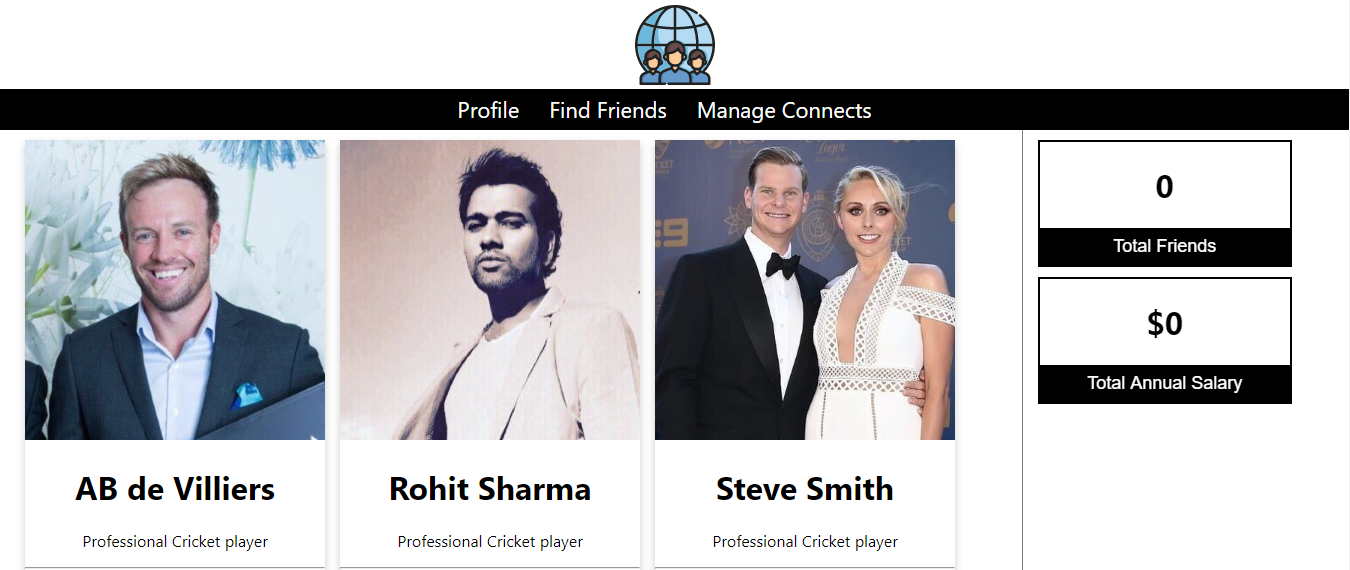 Profile Find Friends Manage Connects
0
Total Friends
$0
Total Annual Salary
AB de Villiers
Professional Cricket player
Rohit Sharma
Professional Cricket player
Steve Smith
Professional Cricket player